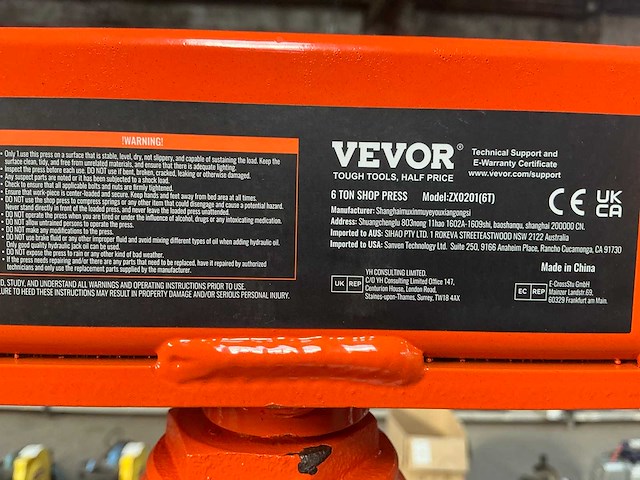 !WARNING!
• Only 1.use this press on a surface that is stable, level, dry, not slippery, and capable of sustaining the load. Keep the
surface clean, tidy, and free from unrelated materials, and ensure that there is adequate lighting.
• Inspect the press before each use. DO NOT use if bent, broken, cracked, leaking or otherwise damaged.
• Any suspect parts are noted or it has been subjected to a shock load.
• Check to ensure that all applicable bolts and nuts are firmly tightened.
• Ensure that work-piece is center-loaded and secure. Keep hands and feet away from bed area at all times.
• DO NOT use the shop press to compress springs or any other item that could disengage and cause a potential hazard.
Never stand directly in front of the loaded press, and never leave the loaded press unattended.
• DO NOT operate the press when you are tired or under the influence of alcohol, drugs or any intoxicating medication.
• DO NOT allow untrained persons to operate the press.
• DO NOT make any modifications to the press.
• DO NOT use brake fluid or any other improper fluid and avoid mixing different types of oil when adding hydraulic oil.
Only good quality hydraulic jack oil can be used.
• DO NOT expose the press to rain or any other kind of bad weather.
• If the press needs repairing and/or there are any parts that need to be replaced, have it repaired by authorized
technicians and only use the replacement parts supplied by the manufacturer.
D, STUDY, AND UNDERSTAND ALL WARNINGS AND OPERATING INSTRUCTIONS PRIOR TO USE.
LURE TO HEED THESE INSTRUCTIONS MAY RESULT IN PROPERTY DAMAGE AND/OR SERIOUS PERSONAL INJURY.
VEVOR®
TOUGH TOOLS, HALF PRICE
Technical Support and
E-Warranty Certificate
www.vevor.com/support
6 TON SHOP PRESS Model:ZX0201(6T)
Manufacturer: Shanghaimuxinmuyeyouxiangongsi
Address: Shuangchenglu 803nong 11hao 1602A-1609shi, baoshanqu, shanghai 200000 CN.
Imported to AUS: SIHAO PTY LTD. 1 ROKEVA STREETEASTWOOD NSW 2122 Australia
Imported to USA: Sanven Technology Ltd. Suite 250, 9166 Anaheim Place, Rancho Cucamonga, CA 91730
CE UK
CA
Made in China
UK REP
YH CONSULTING LIMITED.
C/O YH Consulting Limited Office 147,
Centurion House, London Road,
Staines-upon-Thames, Surrey, TW18 4AX
EC REP
E-CrossStu GmbH
Mainzer Landstr.69,
60329 Frankfurt am Main.